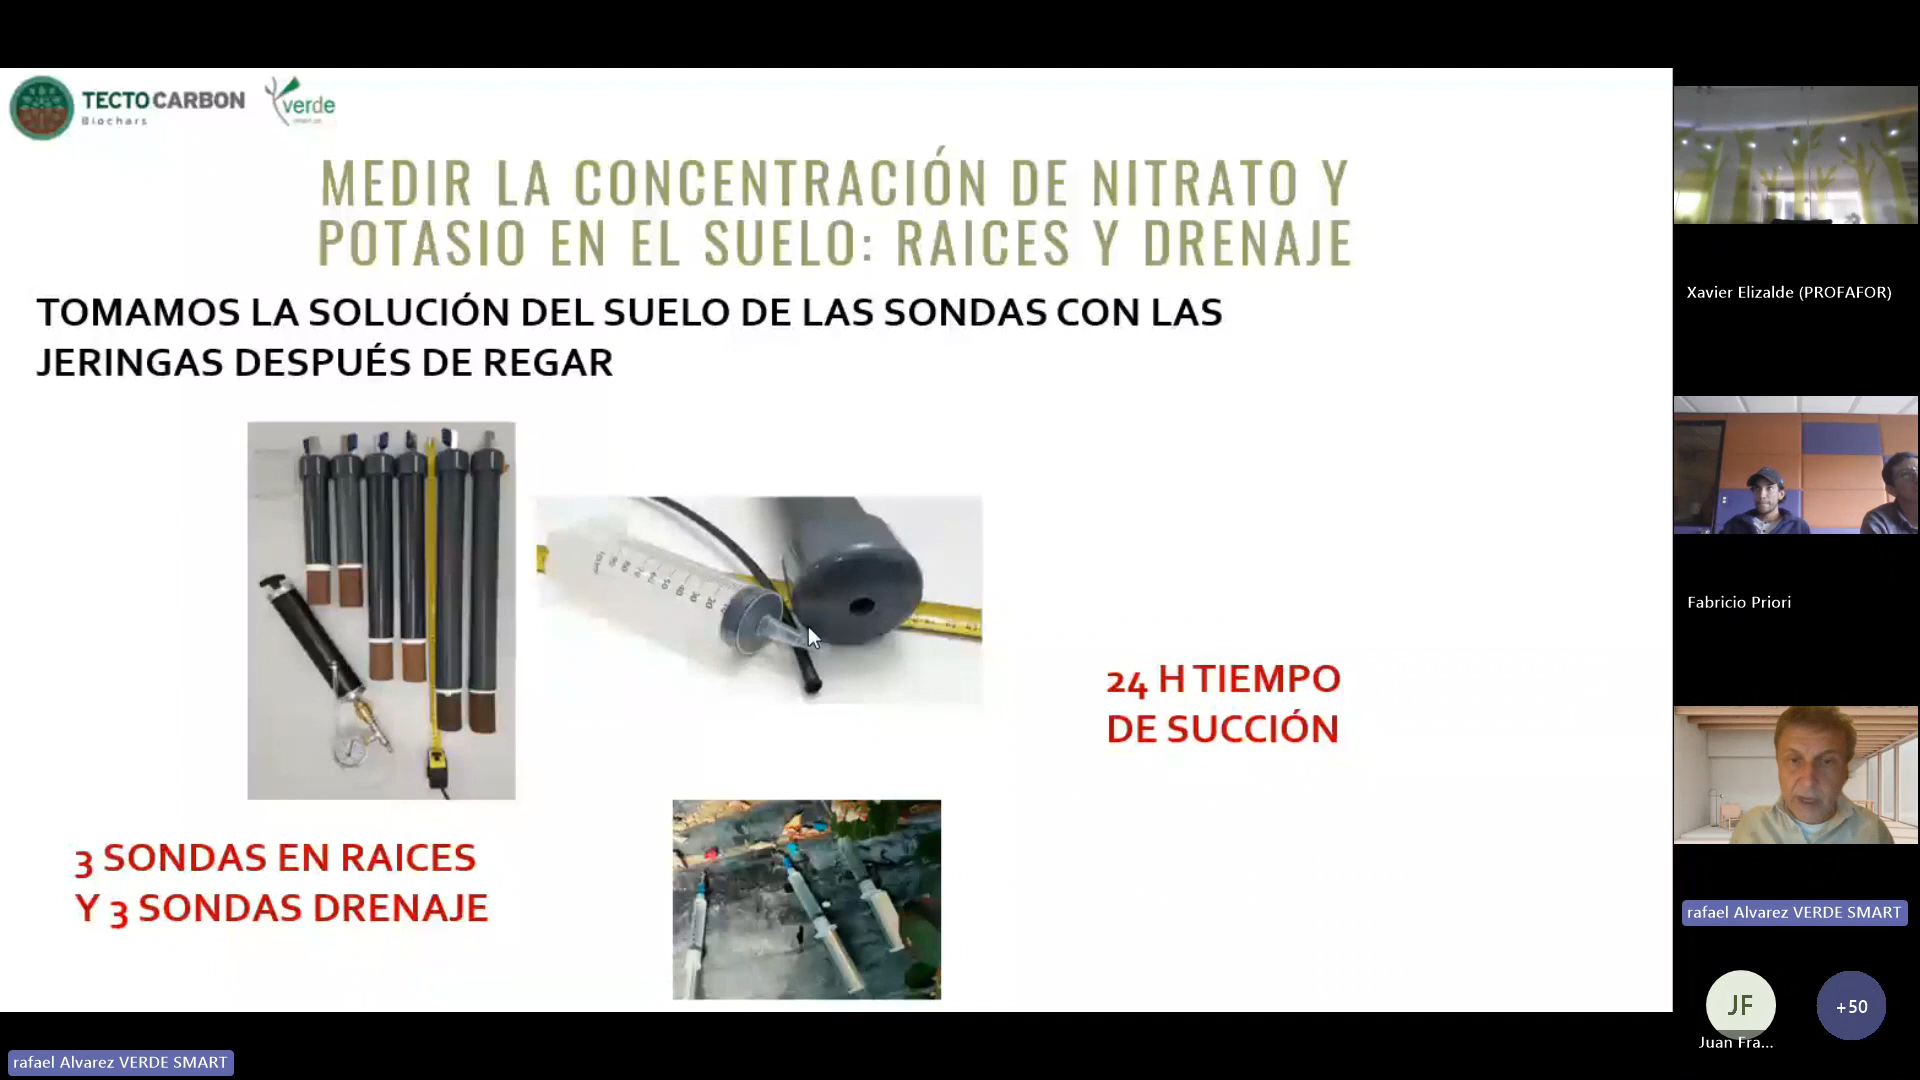 TECTO CARBON
Biochars
verde
MEDIR LA CONCENTRACIÓN DE NITRATO Y
POTASIO EN EL SUELO: RAICES Y DRENAJE
TOMAMOS LA SOLUCIÓN DEL SUELO DE LAS SONDAS CON LAS
JERINGAS DESPUÉS DE REGAR
24 H TIEMPO
DE SUCCIÓN
3 SONDAS EN RAICES
Y 3 SONDAS DRENAJE
Xavier Elizalde (PROFAFOR)
Fabricio Priori
rafael Alvarez VERDE SMART
JF
+50
Juan Fra...
rafael Alvarez VERDE SMART